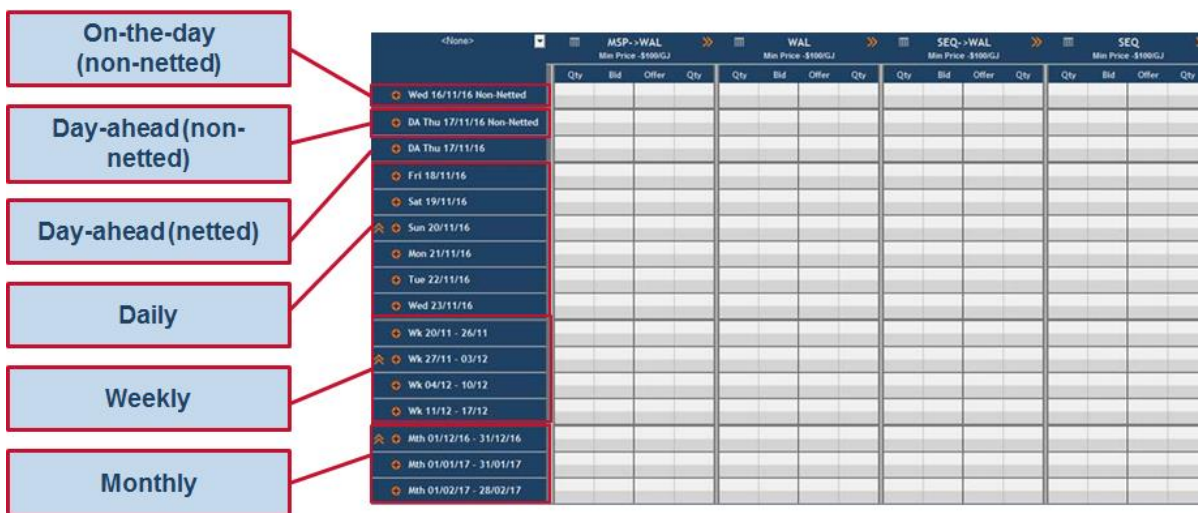 On-the-day
(non-netted)
Day-ahead (non-
netted)
Day-ahead (netted)
Daily
Weekly
Monthly
<None> MSP->WAL WAL SEQ->WAL SEQ
Min Price -$100/GJ Min Price -$100/GJ Min Price -$100/GJ Min Price -$100/GJ
Qty Bid Offer Qty Qty Bid Offer Qty Qty Bid Offer Qty Qty Bid Offer Qty
Wed 16/11/16 Non-Netted
DA Thu 17/11/16 Non-Netted
DA Thu 17/11/16
Fri 18/11/16
Sat 19/11/16
Sun 20/11/16
Mon 21/11/16
Tue 22/11/16
Wed 23/11/16
Wk 20/11 - 26/11
Wk 27/11 - 03/12
Wk 04/12 - 10/12
Wk 11/12 - 17/12
Mth 01/12/16 - 31/12/16
Mth 01/01/17 - 31/01/17
Mth 01/02/17 - 28/02/17